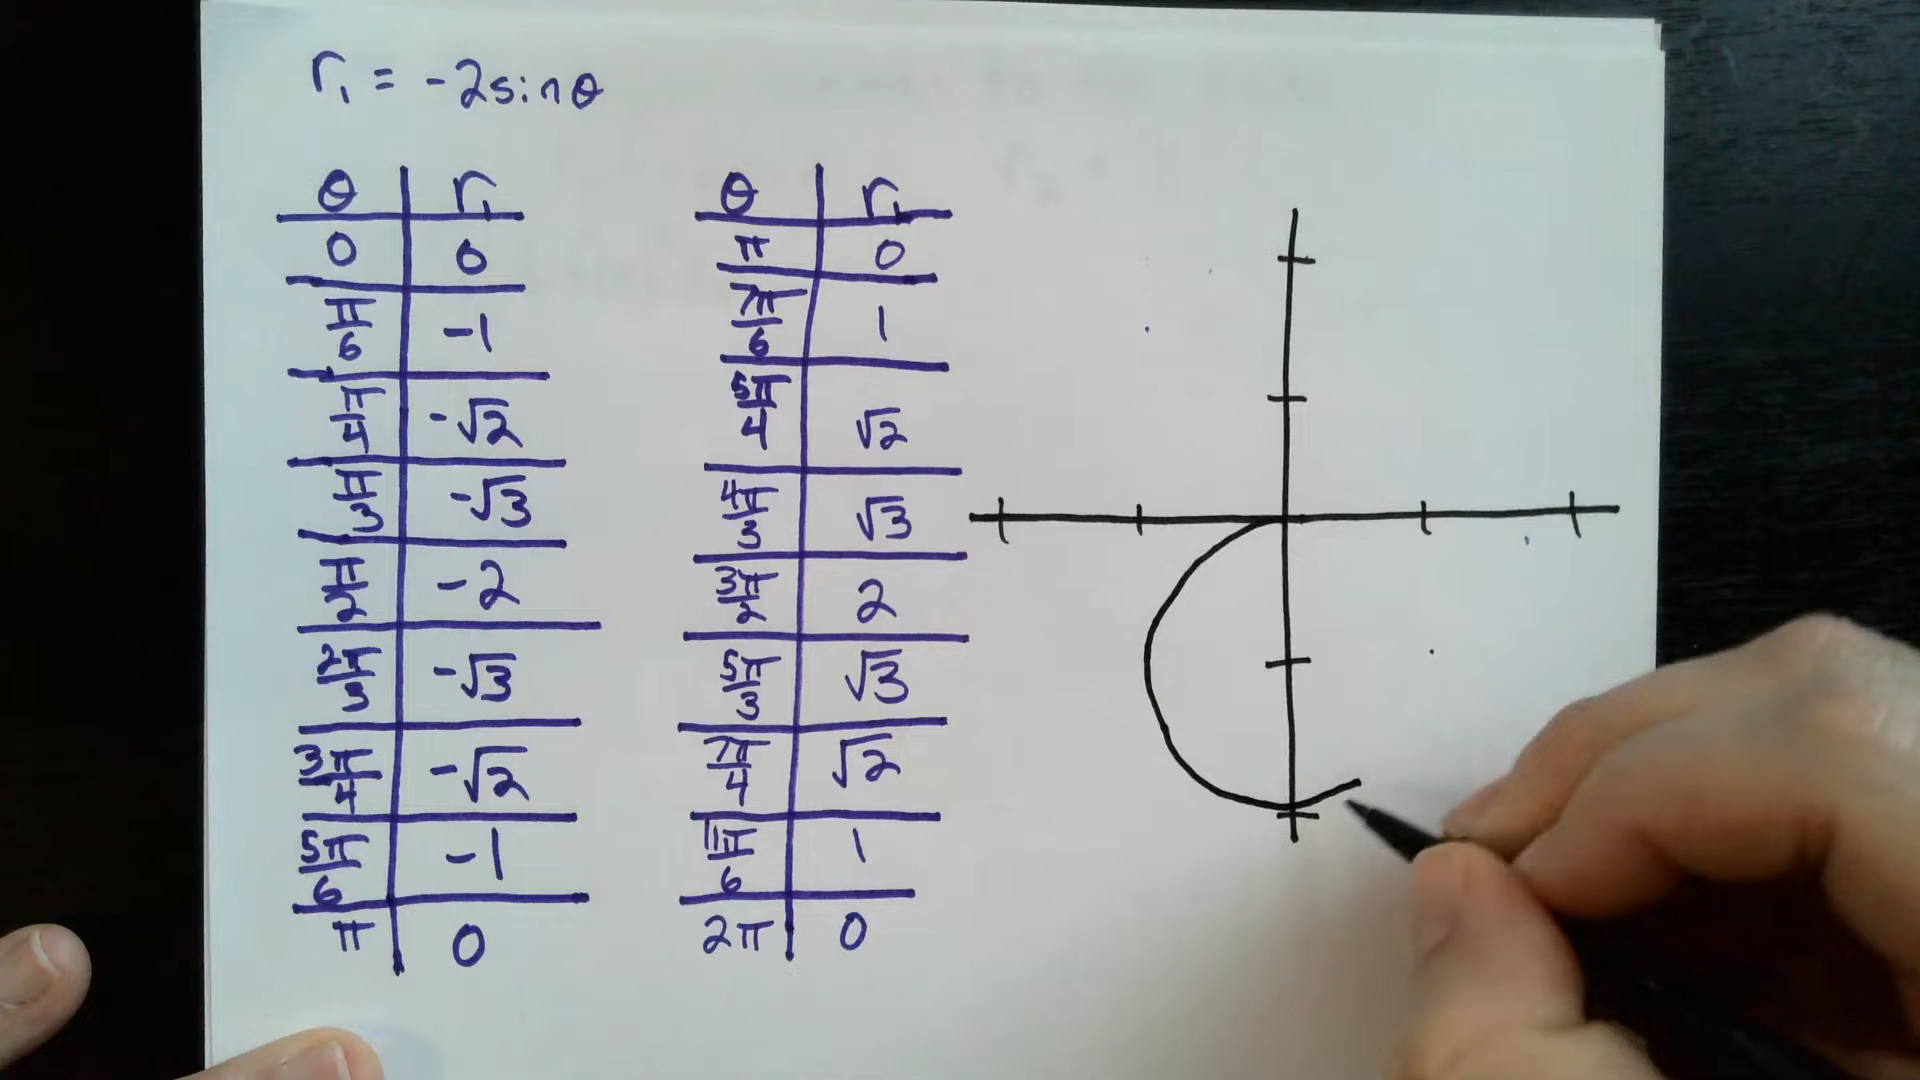 r₁ = -2sinθ
θ r₁
0 0
π/6 -1
π/4 -√2
π/3 -√3
π/2 -2
2π/3 -√3
3π/4 -√2
5π/6 -1
π 0
θ r₁
π 0
7π/6 1
5π/4 √2
4π/3 √3
3π/2 2
5π/3 √3
7π/4 √2
11π/6 1
2π 0